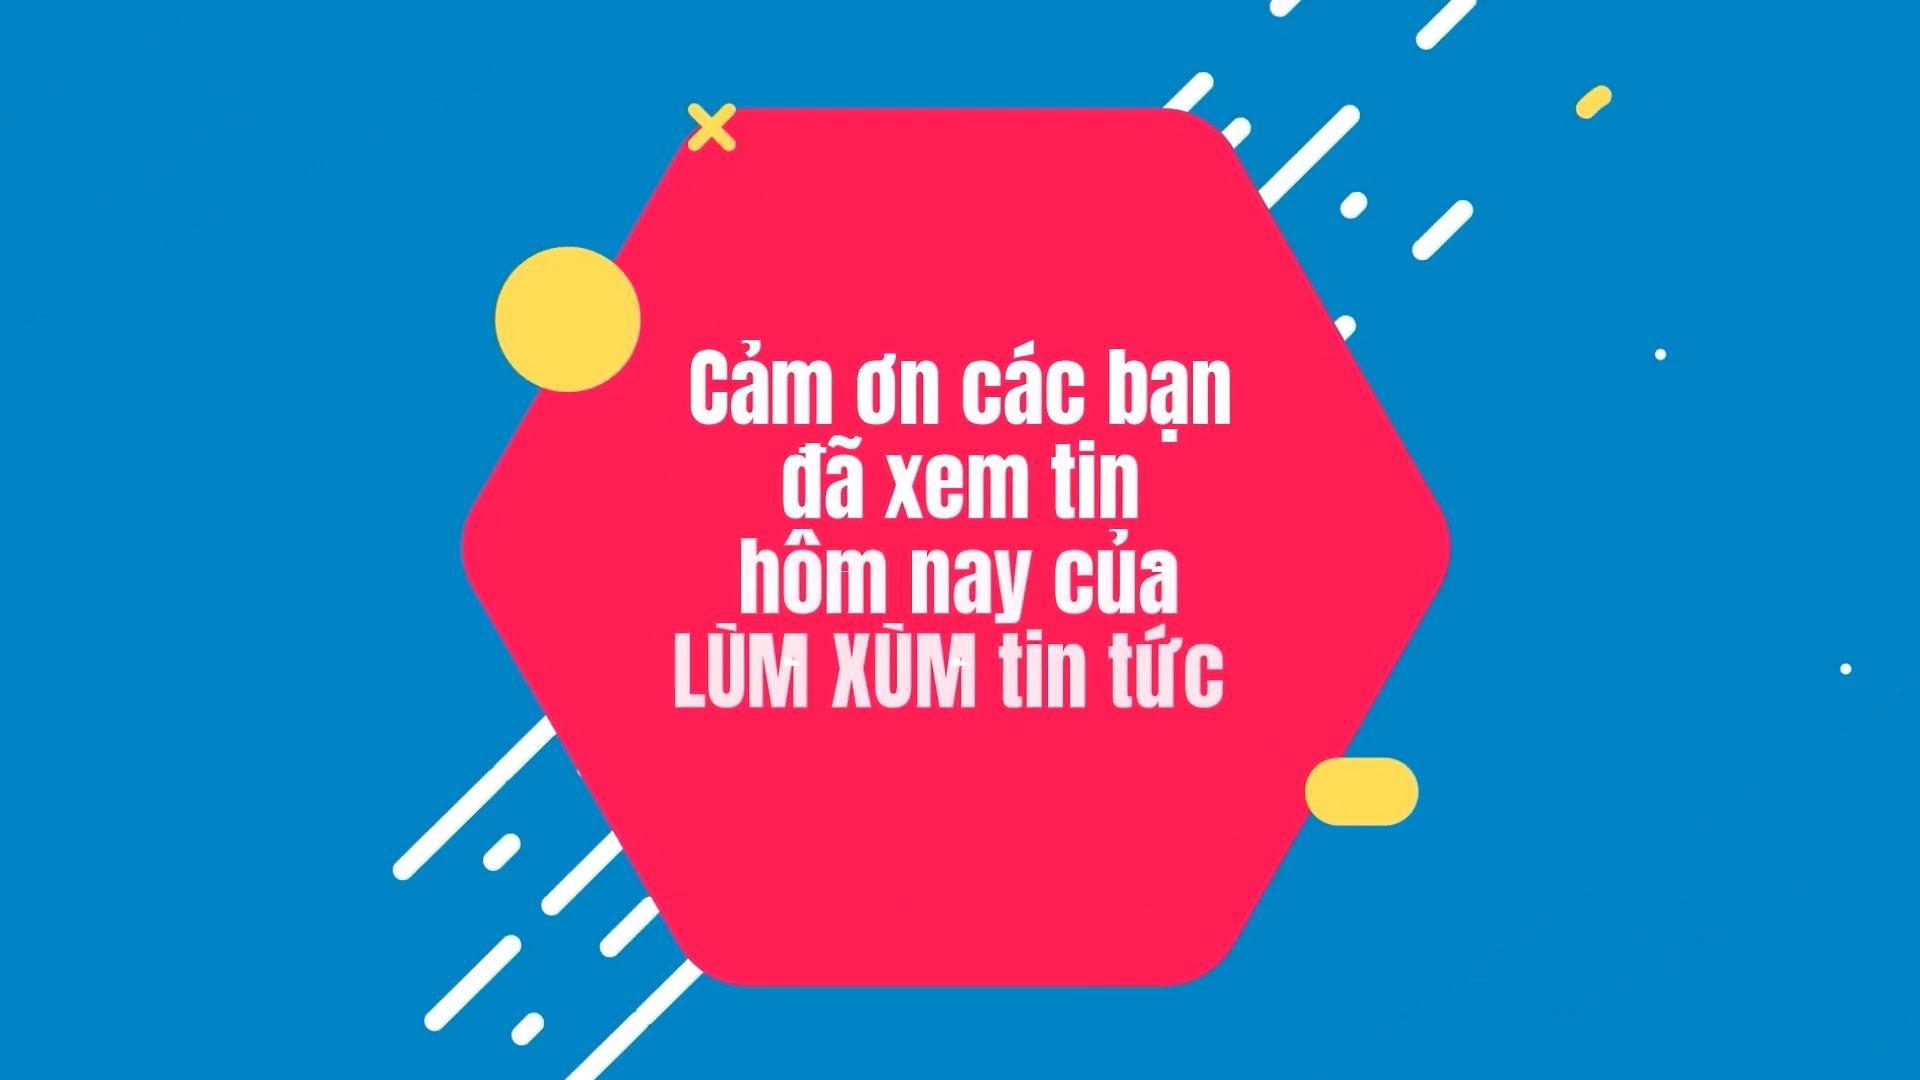 Cảm ơn các bạn
đã xem tin
hôm nay của
LÙM XÙM tin tức